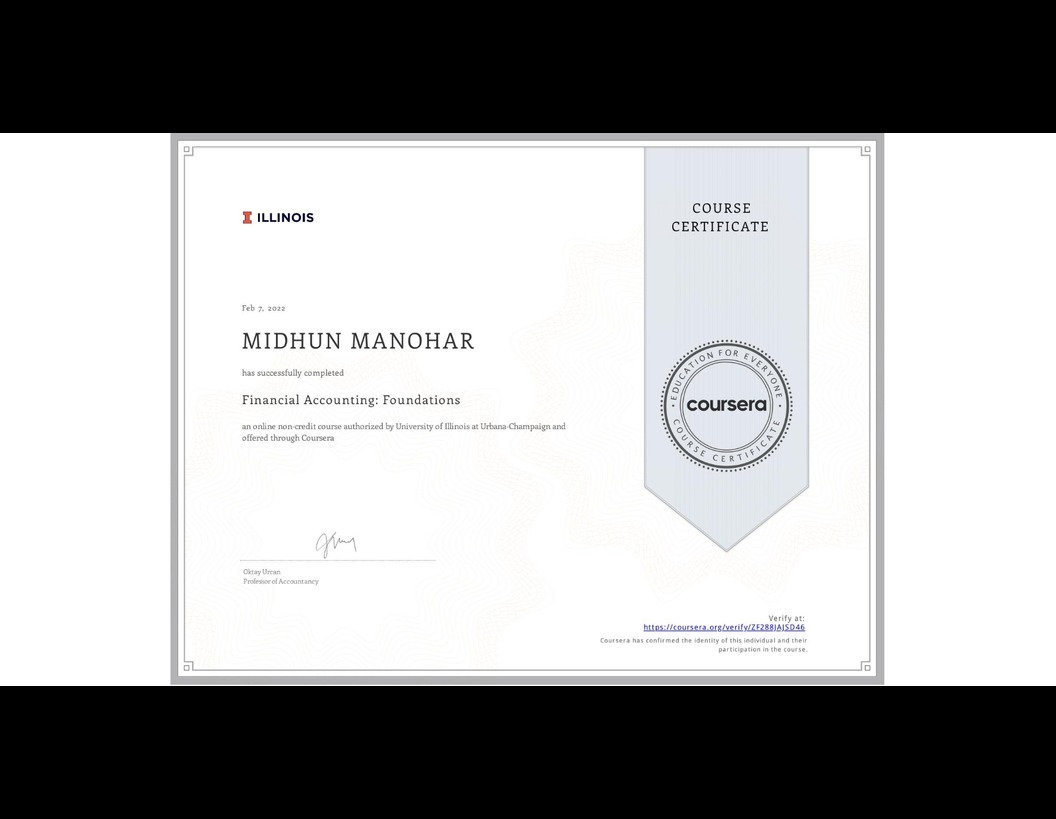 ILLINOIS
COURSE
CERTIFICATE
Feb 7, 2022
MIDHUN MANOHAR
has successfully completed
Financial Accounting: Foundations
an online non-credit course authorized by University of Illinois at Urbana-Champaign and
offered through Coursera
EDUCATION FOR EVERYONE
coursera
COURSE CERTIFICATE
Oktay Urcan
Professor of Accountancy
Verify at:
https://coursera.org/verify/ZFZ88JAJSD46
Coursera has confirmed the identity of this individual and their
participation in the course.